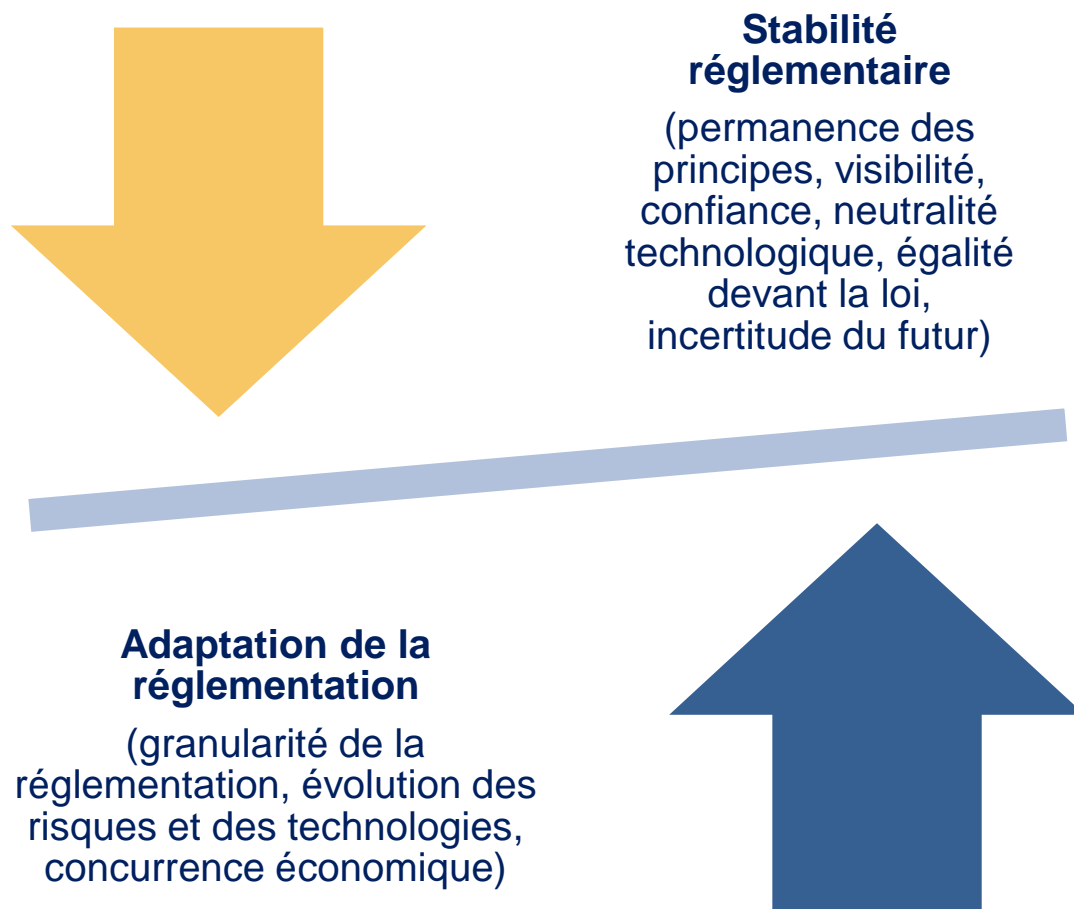 Stabilité
réglementaire
(permanence des
principes, visibilité,
confiance, neutralité
technologique, égalité
devant la loi,
incertitude du futur)
Adaptation de la
réglementation
(granularité de la
réglementation, évolution des
risques et des technologies,
concurrence économique)